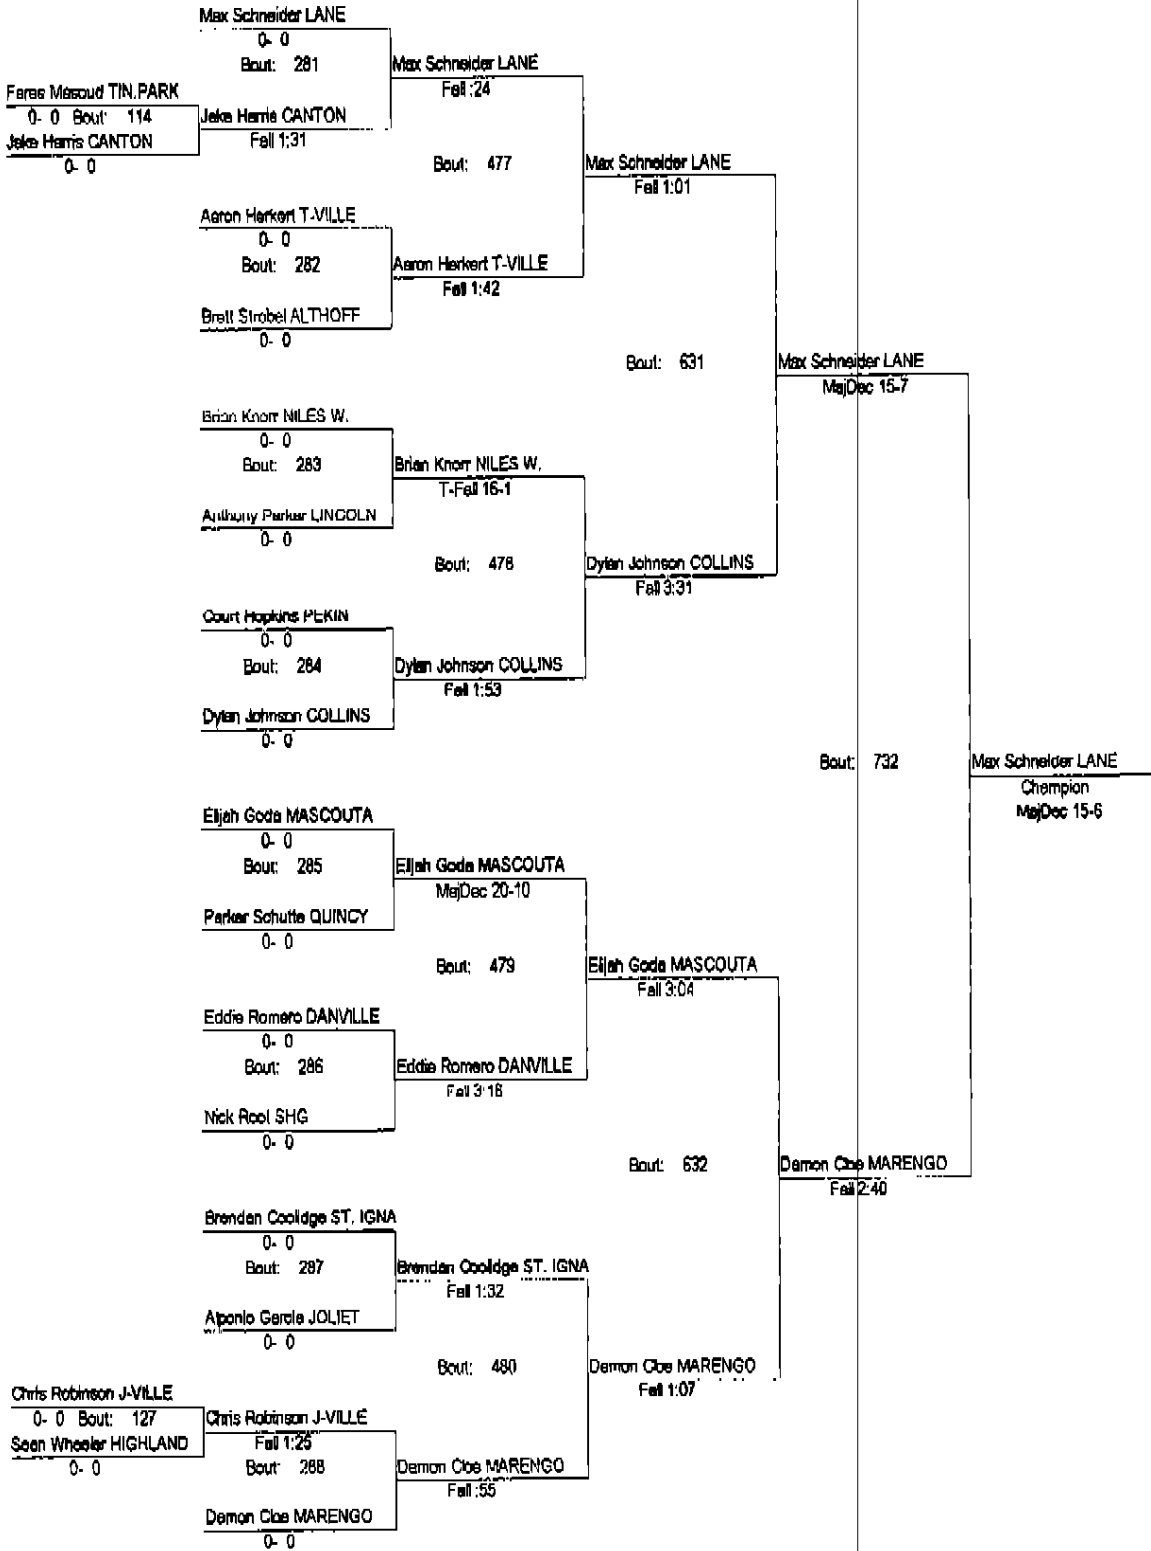 Max Schneider LANE
0- 0
Bout: 281
Max Schneider LANE
Fall :24
Faras Masoud TIN.PARK
0- 0 Bout: 114
Jake Harris CANTON
Fall 1:31
Jake Harris CANTON
0- 0
Bout: 477
Max Schneider LANE
Fall 1:01
Aaron Herkert T-VILLE
0- 0
Bout: 282
Aaron Herkert T-VILLE
Fall 1:42
Brett Strobel ALTHOFF
0- 0
Bout: 631
Max Schneider LANE
MajDec 15-7
Brian Knorr NILES W.
0- 0
Bout: 283
Brian Knorr NILES W.
T-Fall 16-1
Anthony Parker LINCOLN
0- 0
Bout: 478
Dylan Johnson COLLINS
Fall 3:31
Court Hopkins PEKIN
0- 0
Bout: 284
Dylan Johnson COLLINS
Fall 1:53
Dylan Johnson COLLINS
0- 0
Bout: 732
Max Schneider LANE
Champion
MajDec 15-6
Elijah Goda MASCOUTA
0- 0
Bout: 285
Elijah Goda MASCOUTA
MajDec 20-10
Parker Schutte QUINCY
0- 0
Bout: 479
Elijah Goda MASCOUTA
Fall 3:04
Eddie Romero DANVILLE
0- 0
Bout: 286
Eddie Romero DANVILLE
Fall 3:18
Nick Root SHG
0- 0
Bout: 632
Damon Cloe MARENGO
Fall 2:40
Brendan Coolidge ST. IGNA
0- 0
Bout: 287
Brendan Coolidge ST. IGNA
Fall 1:32
Garcia JOLIET
0- 0
Bout: 480
Damon Cloe MARENGO
Fall 1:07
Chris Robinson J-VILLE
0- 0 Bout: 127
Chris Robinson J-VILLE
Fall 1:25
Sean Wheeler HIGHLAND
0- 0
Bout: 288
Damon Cloe MARENGO
Fall :55
Damon Cloe MARENGO
0- 0